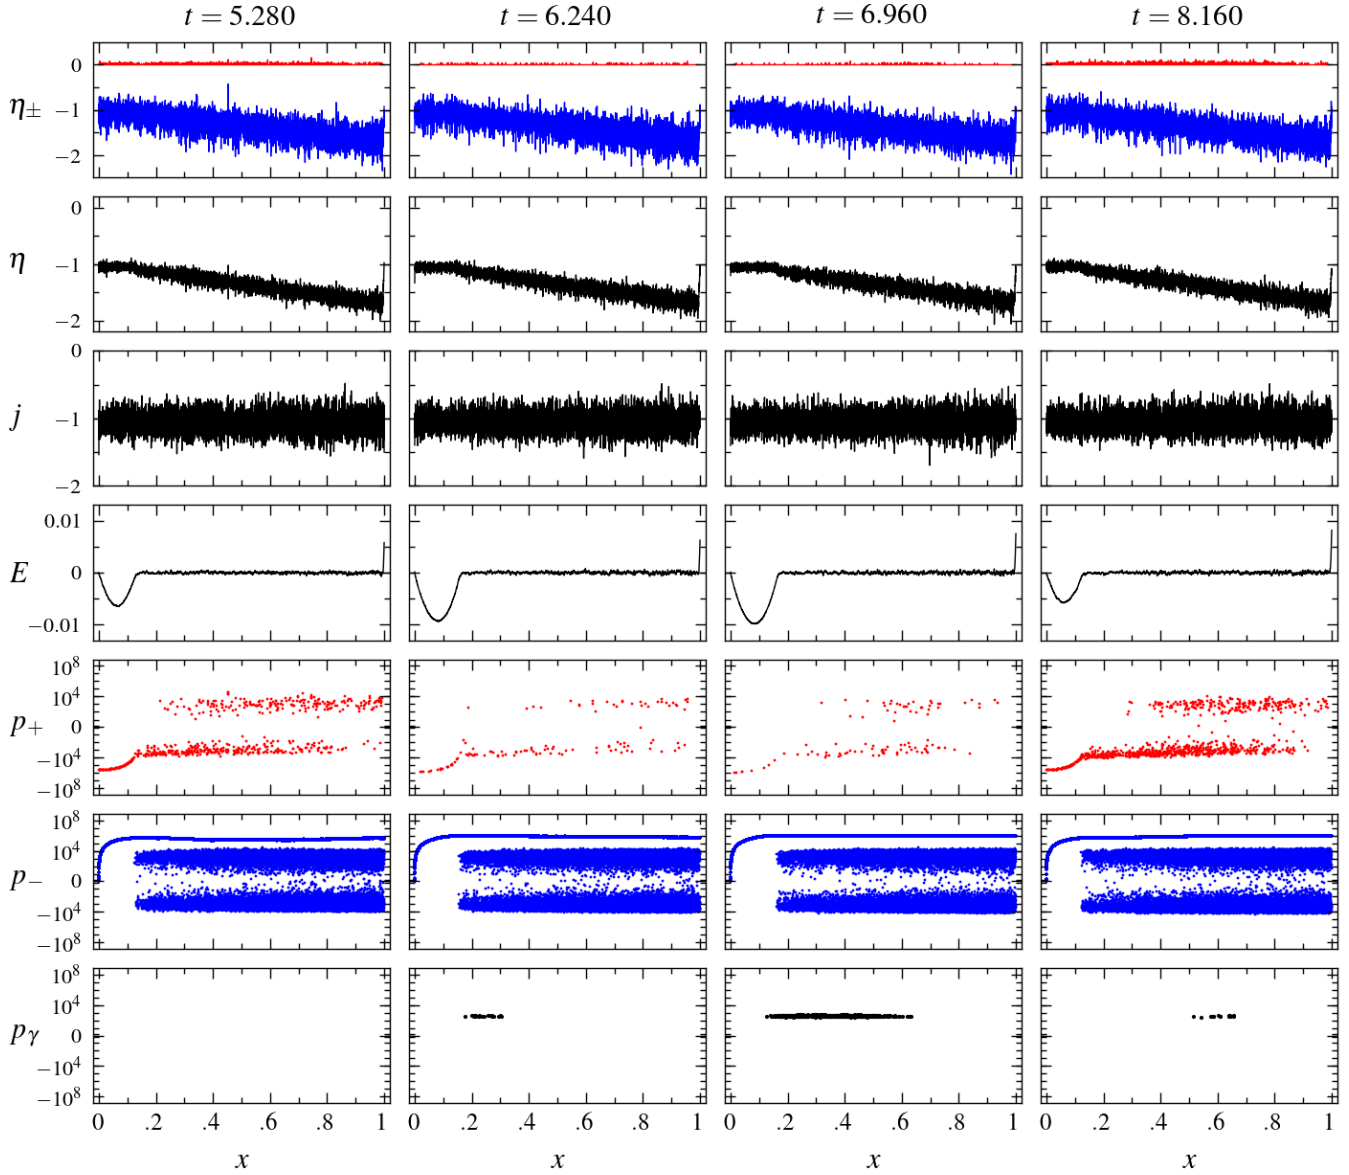 t = 5.280 t = 6.240 t = 6.960 t = 8.160
η± 0 −1 −2
η 0 −1 −2
j 0 −1 −2
E 0.01 0 −0.01
p+ 10⁸ 10⁴ 0 −10⁴ −10⁸
p− 10⁸ 10⁴ 0 −10⁴ −10⁸
pγ 10⁸ 10⁴ 0 −10⁴ −10⁸
0 .2 .4 .6 .8 1 0 .2 .4 .6 .8 1 0 .2 .4 .6 .8 1 0 .2 .4 .6 .8 1
x x x x